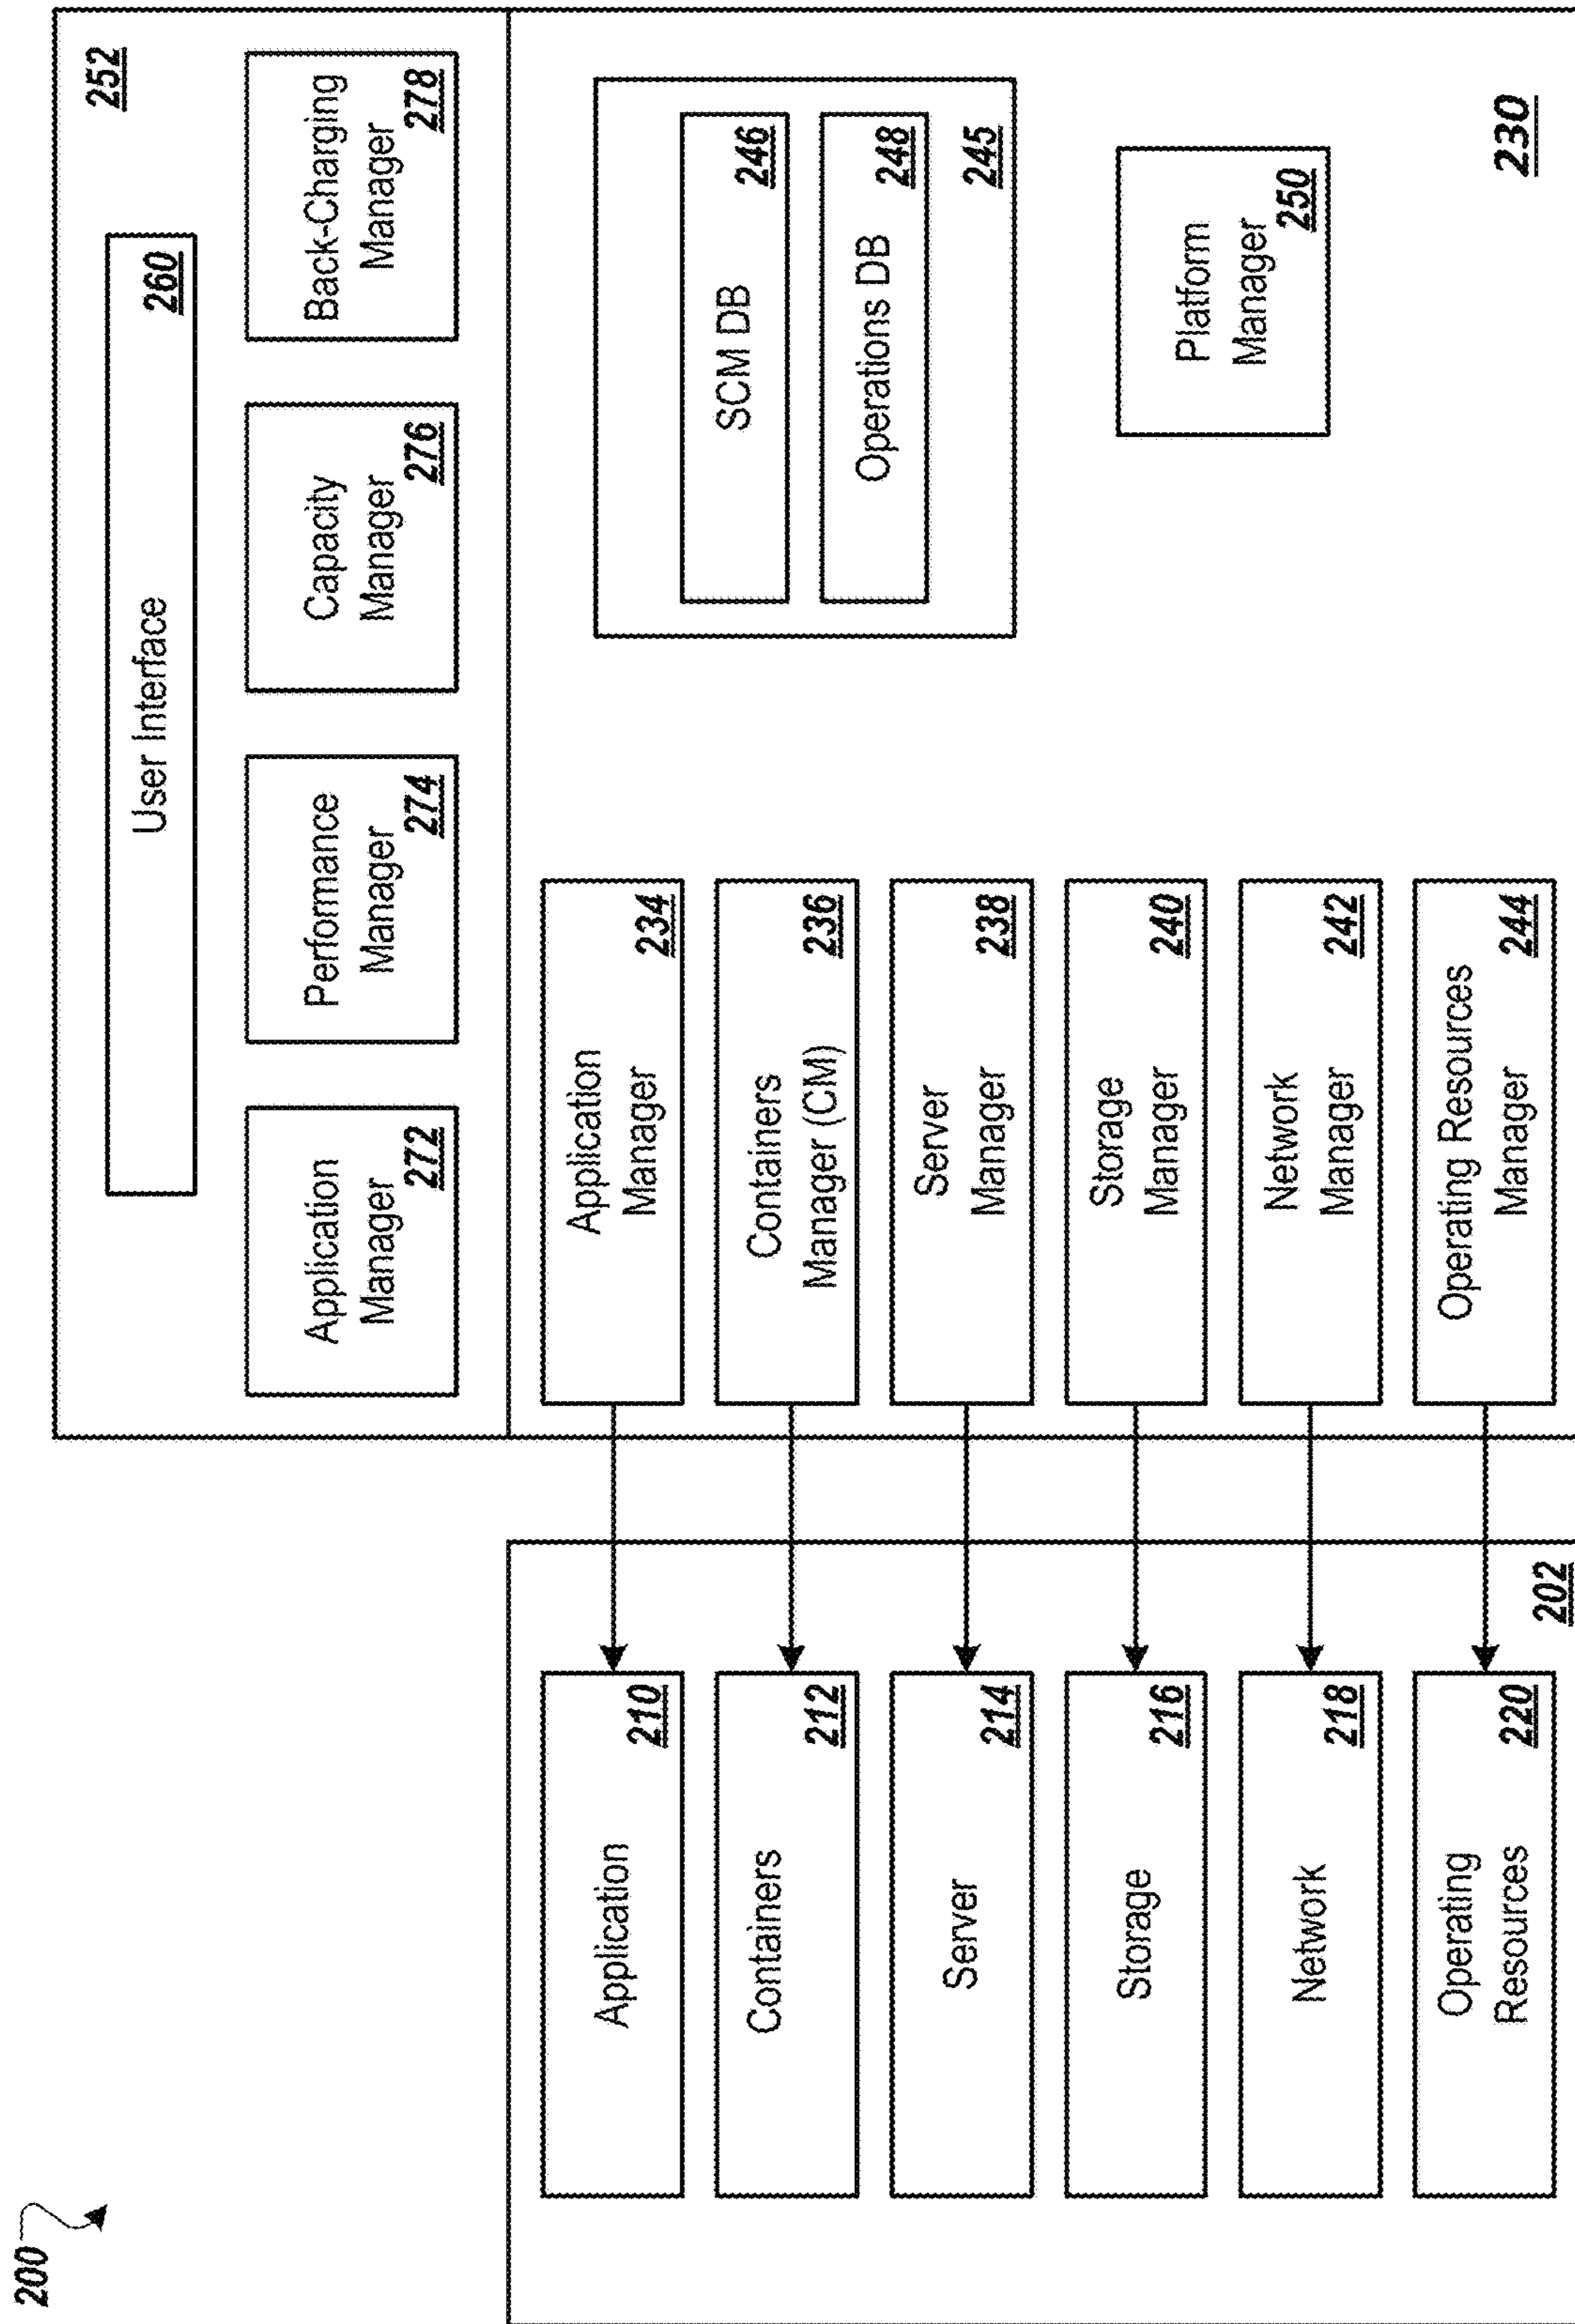 200
252
User Interface
260
Application
Manager
272
Performance
Manager
274
Capacity
Manager
276
Back-Charging
Manager
278
Application
210
Containers
212
Server
214
Storage
216
Network
218
Operating
Resources
220
202
Application
Manager
234
Containers
Manager (CM)
236
Server
Manager
238
Storage
Manager
240
Network
Manager
242
Operating Resources
Manager
244
SCM DB
246
Operations DB
248
245
Platform
Manager
250
230